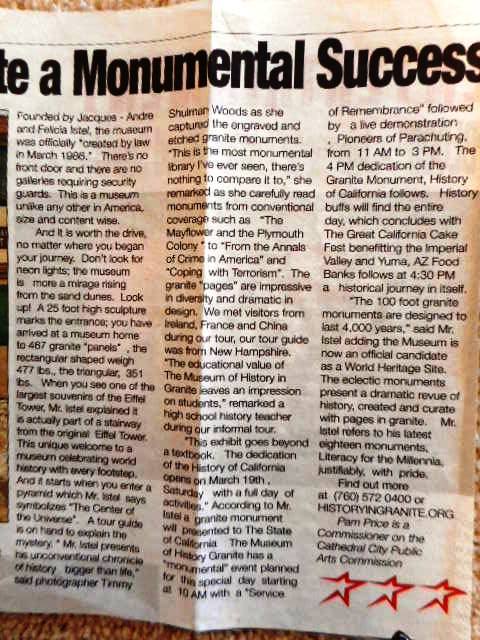 te a Monumental Success
Founded by Jacques - Andre
and Felicia Istel, the museum
was officially "created by law
in March 1986." There's no
front door and there are no
galleries requiring security
guards. This is a museum
unlike any other in America,
size and content wise.
And it is worth the drive,
no matter where you began
your journey. Don't look for
neon lights; the museum
is more a mirage rising
from the sand dunes. Look
up! A 25 foot high sculpture
marks the entrance; you have
arrived at a museum home
to 467 granite "panels" , the
rectangular shaped weigh
477 lbs., the triangular, 351
lbs. When you see one of the
largest souvenirs of the Eiffel
Tower, Mr. Istel explained it
is actually part of a stairway
from the original Eiffel Tower.
This unique welcome to a
museum celebrating world
history with every footstep.
And it starts when you enter a
pyramid which Mr. Istel says
symbolizes "The Center of
the Universe". A tour guide
is on hand to explain the
mystery. " Mr. Istel presents
his unconventional chronicle
of history bigger than life,"
said photographer Timmy
Shulman Woods as she
captured the engraved and
etched granite monuments.
"This is the most monumental
library I've ever seen, there's
nothing to compare it to," she
remarked as she carefully read
monuments from conventional
coverage such as "The
Mayflower and the Plymouth
Colony " to "From the Annals
of Crime in America" and
"Coping with Terrorism". The
granite "pages" are impressive
in diversity and dramatic in
design. We met visitors from
Ireland, France and China
during our tour, our tour guide
was from New Hampshire.
"The educational value of
The Museum of History in
Granite leaves an impression
on students," remarked a
high school history teacher
during our informal tour.
"This exhibit goes beyond
a textbook. The dedication
of the History of California
opens on March 19th ,
Saturday with a full day of
activities." According to Mr.
Istel a granite monument
will presented to The State
of California The Museum
of History Granite has a
"monumental" event planned
for this special day starting
at 10 AM with a "Service
of Remembrance" followed
by a live demonstration
, Pioneers of Parachuting,
from 11 AM to 3 PM. The
4 PM dedication of the
Granite Monument, History
of California follows. History
buffs will find the entire
day, which concludes with
The Great California Cake
Fest benefitting the Imperial
Valley and Yuma, AZ Food
Banks follows at 4:30 PM
a historical journey in itself.
"The 100 foot granite
monuments are designed to
last 4,000 years," said Mr.
Istel adding the Museum is
now an official candidate
as a World Heritage Site.
The eclectic monuments
present a dramatic revue of
history, created and curate
with pages in granite. Mr.
Istel refers to his latest
eighteen monuments,
Literacy for the Millennia,
justifiably, with pride.
Find out more
at (760) 572 0400 or
HISTORYINGRANITE.ORG
Pam Price is a
Commissioner on the
Cathedral City Public
Arts Commission